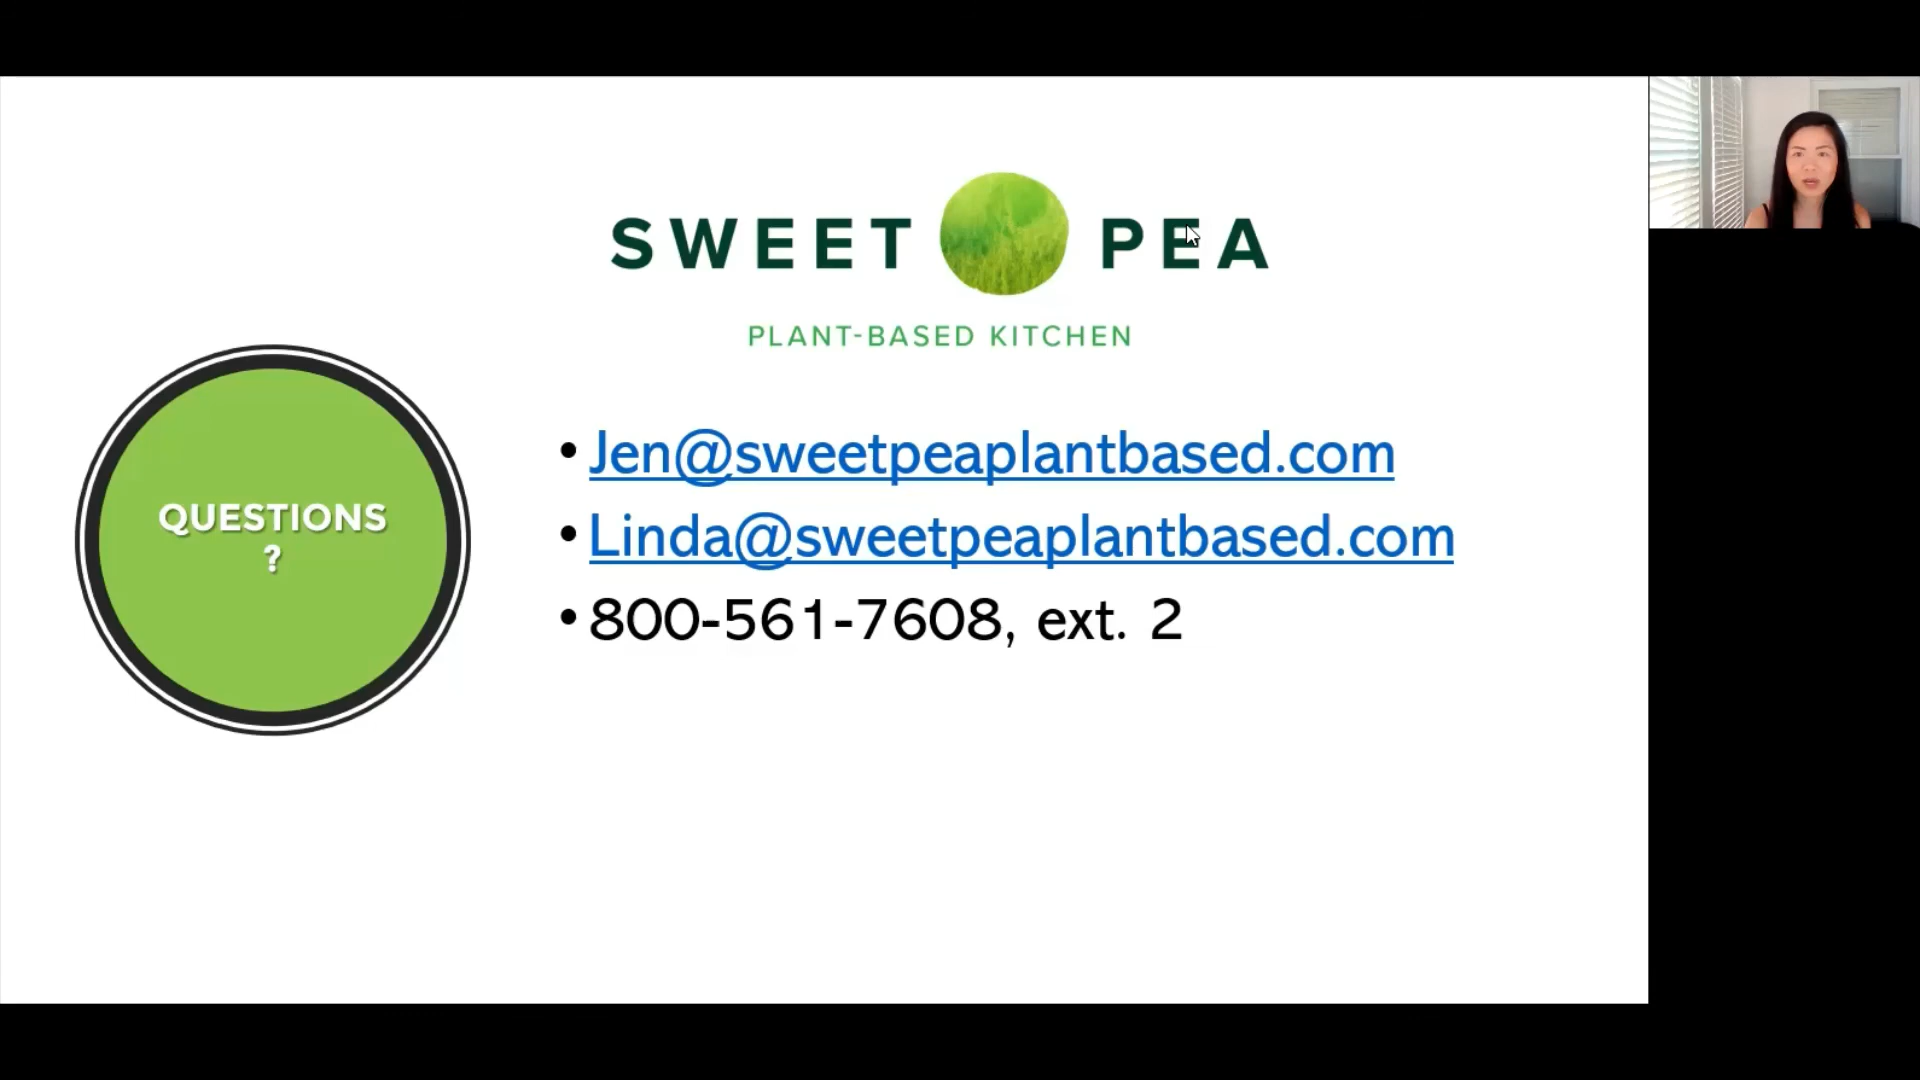 SWEET PEA
PLANT-BASED KITCHEN
QUESTIONS
?
• Jen@sweetpeaplantbased.com
• Linda@sweetpeaplantbased.com
• 800-561-7608, ext. 2